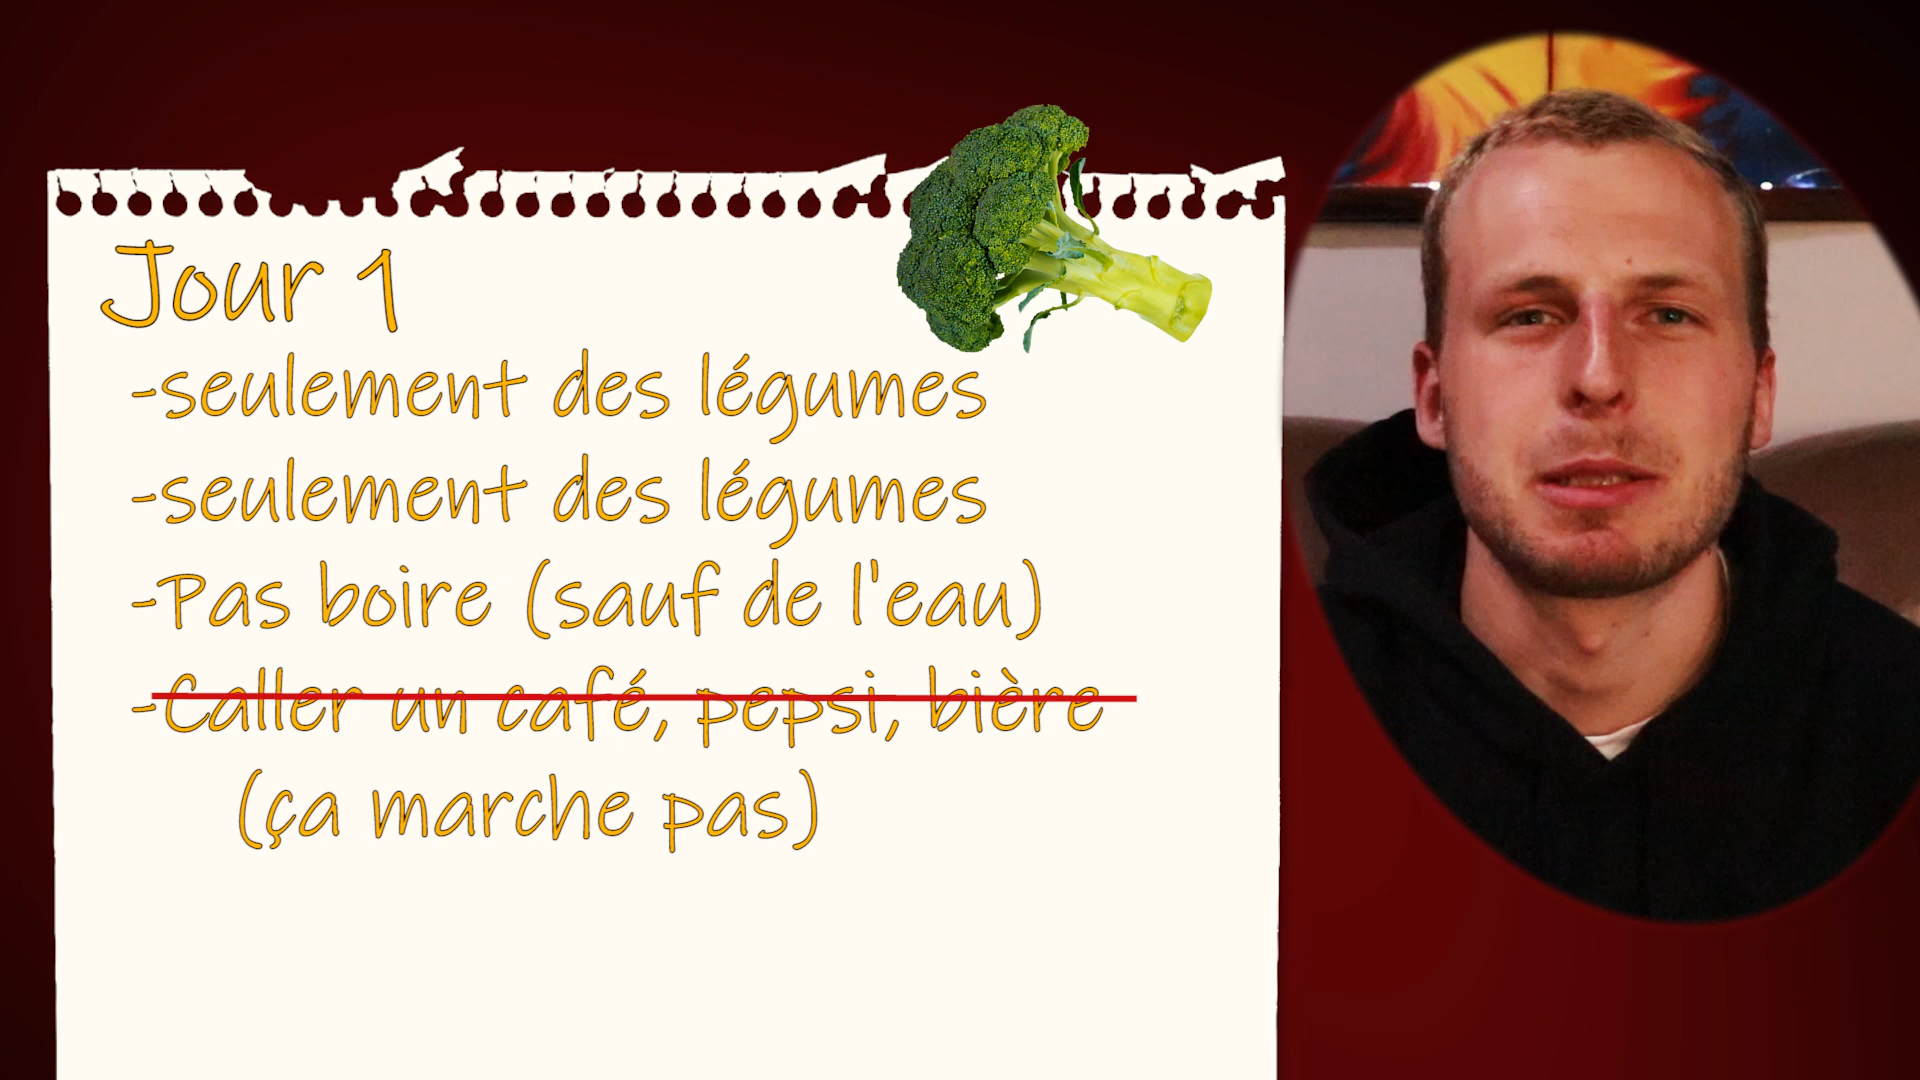 Jour 1
-seulement des légumes
-seulement des légumes
-Pas boire (sauf de l'eau)
-Caller un café, pepsi, bière
(ça marche pas)